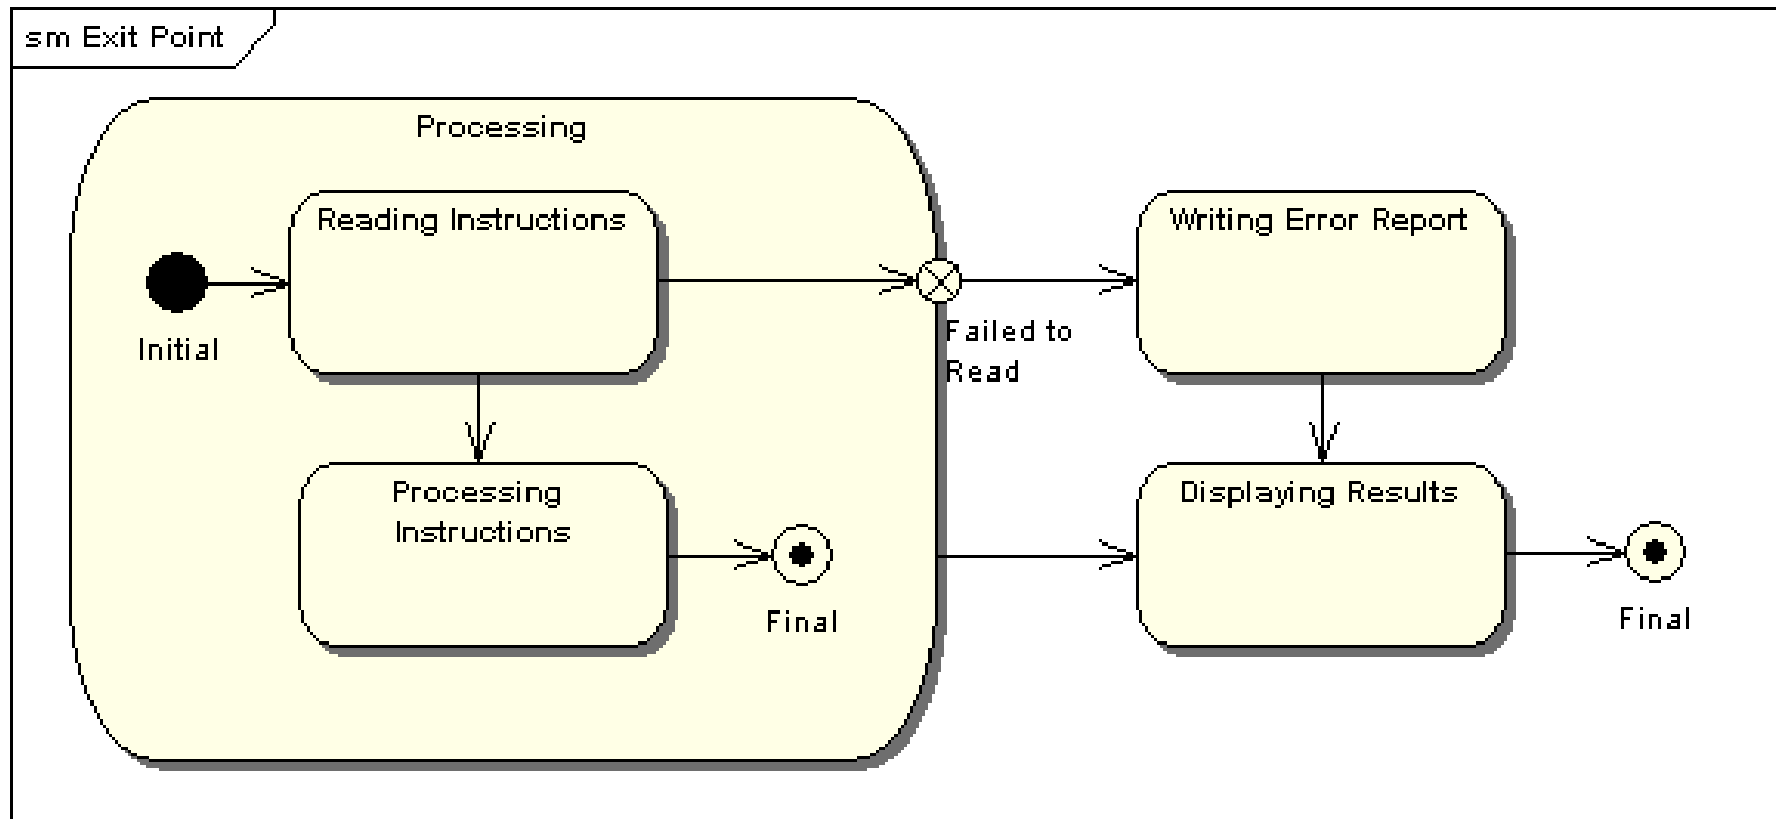 sm Exit Point
Processing
Reading Instructions
Writing Error Report
Initial
Failed to
Read
Processing
Instructions
Displaying Results
Final
Final